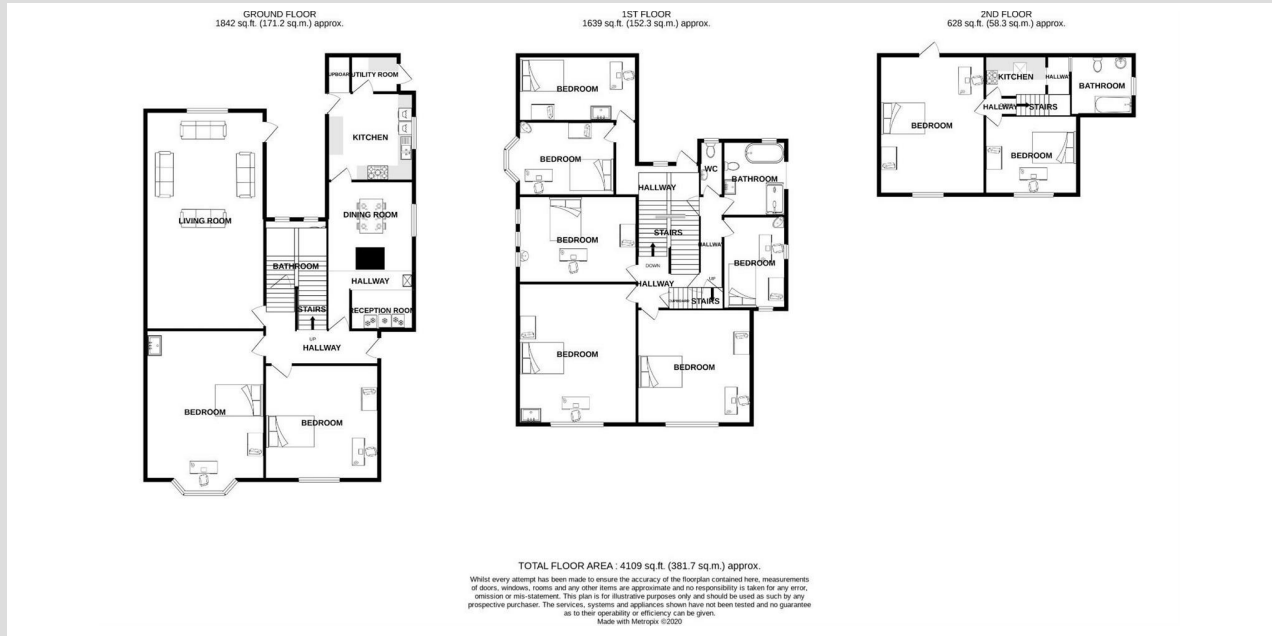 GROUND FLOOR
1842 sq.ft. (171.2 sq.m.) approx.
UPBOAR
UTILITY ROOM
KITCHEN
DINING ROOM
LIVING ROOM
BATHROOM
HALLWAY
STAIRS
RECEPTION ROOM
UP
HALLWAY
BEDROOM
BEDROOM
1ST FLOOR
1639 sq.ft. (152.3 sq.m.) approx.
BEDROOM
BEDROOM
WC
BATHROOM
HALLWAY
STAIRS
BEDROOM
HALLWAY
BEDROOM
DOWN
HALLWAY
UP
CUPBOARD
STAIRS
BEDROOM
BEDROOM
2ND FLOOR
628 sq.ft. (58.3 sq.m.) approx.
KITCHEN
HALLWAY
BATHROOM
HALLWAY
STAIRS
BEDROOM
BEDROOM
TOTAL FLOOR AREA : 4109 sq.ft. (381.7 sq.m.) approx.
Whilst every attempt has been made to ensure the accuracy of the floorplan contained here, measurements
of doors, windows, rooms and any other items are approximate and no responsibility is taken for any error,
omission or mis-statement. This plan is for illustrative purposes only and should be used as such by any
prospective purchaser. The services, systems and appliances shown have not been tested and no guarantee
as to their operability or efficiency can be given.
Made with Metropix ©2020